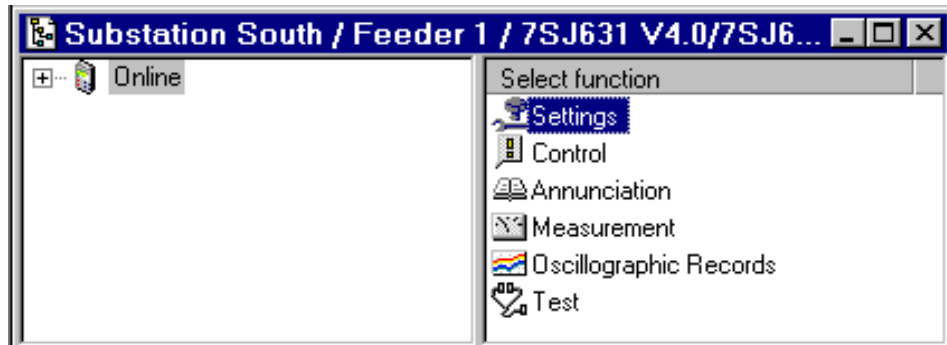 Substation South / Feeder 1 / 7SJ631 V4.0/7SJ6...
Online
Select function
Settings
Control
Annunciation
Measurement
Oscillographic Records
Test